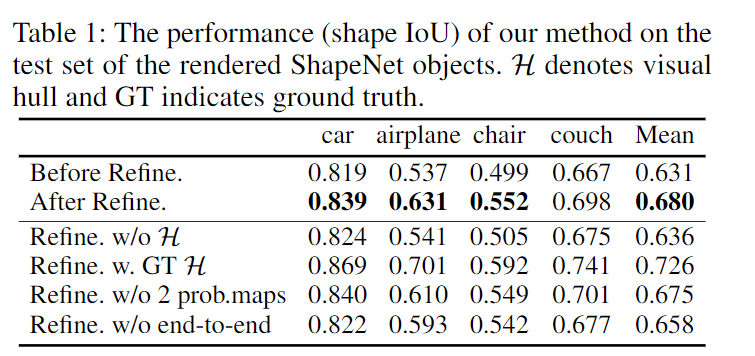 Table 1: The performance (shape IoU) of our method on the
test set of the rendered ShapeNet objects. ℋ denotes visual
hull and GT indicates ground truth.
car airplane chair couch Mean
Before Refine. 0.819 0.537 0.499 0.667 0.631
After Refine. 0.839 0.631 0.552 0.698 0.680
Refine. w/o ℋ 0.824 0.541 0.505 0.675 0.636
Refine. w. GT ℋ 0.869 0.701 0.592 0.741 0.726
Refine. w/o 2 prob.maps 0.840 0.610 0.549 0.701 0.675
Refine. w/o end-to-end 0.822 0.593 0.542 0.677 0.658